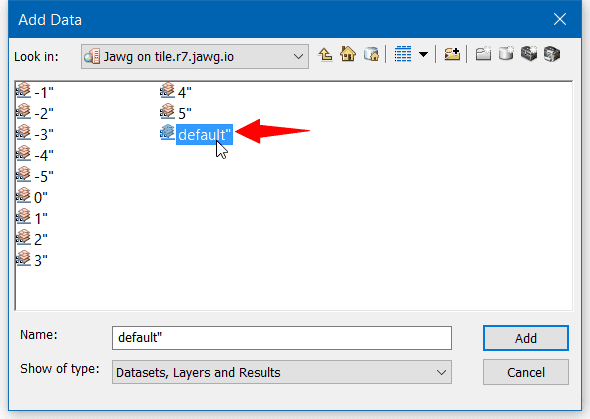 Add Data
Look in: Jawg on tile.r7.jawg.io
-1"
-2"
-3"
-4"
-5"
0"
1"
2"
3"
4"
5"
default"
Name: default" Add
Show of type: Datasets, Layers and Results Cancel